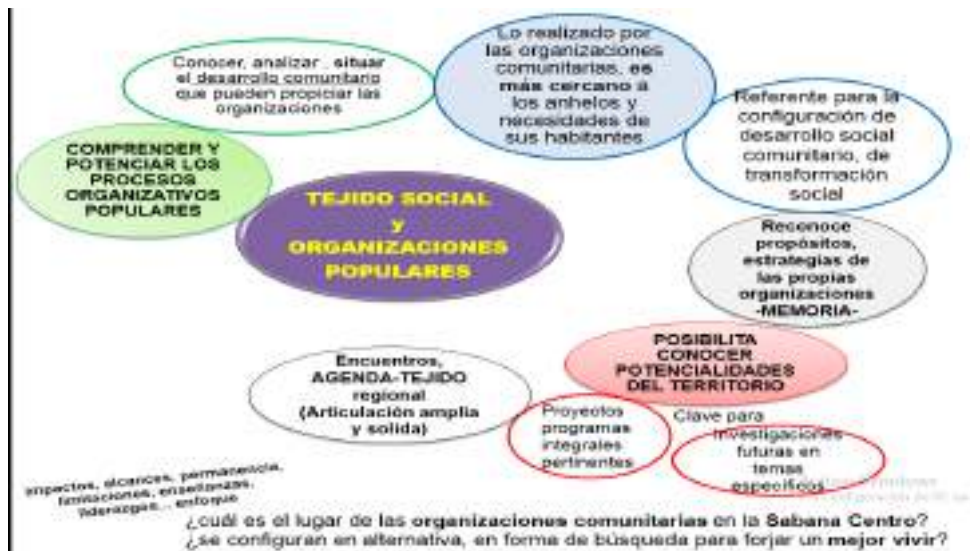 Conocer, analizar , situar
el desarrollo comunitario
que pueden propiciar las
organizaciones
Lo realizado por
las organizaciones
comunitarias, es
más cercano a
los anhelos y
necesidades de
sus habitantes
Referente para la
configuración de
desarrollo social
comunitario, de
transformación
social
COMPRENDER Y
POTENCIAR LOS
PROCESOS
ORGANIZATIVOS
POPULARES
TEJIDO SOCIAL
y
ORGANIZACIONES
POPULARES
Reconoce
propósitos,
estrategias de
las propias
organizaciones
-MEMORIA-
POSIBILITA
CONOCER
POTENCIALIDADES
DEL TERRITORIO
Encuentros,
AGENDA-TEJIDO
regional
(Articulación amplia
y solida)
Proyectos
programas
integrales
pertinentes
Clave para
investigaciones
futuras en
temas
específicos
impactos, alcances, permanencia,
limitaciones, enseñanzas,
liderazgos... enfoque
¿cuál es el lugar de las organizaciones comunitarias en la Sabana Centro?
¿se configuran en alternativa, en forma de búsqueda para forjar un mejor vivir?